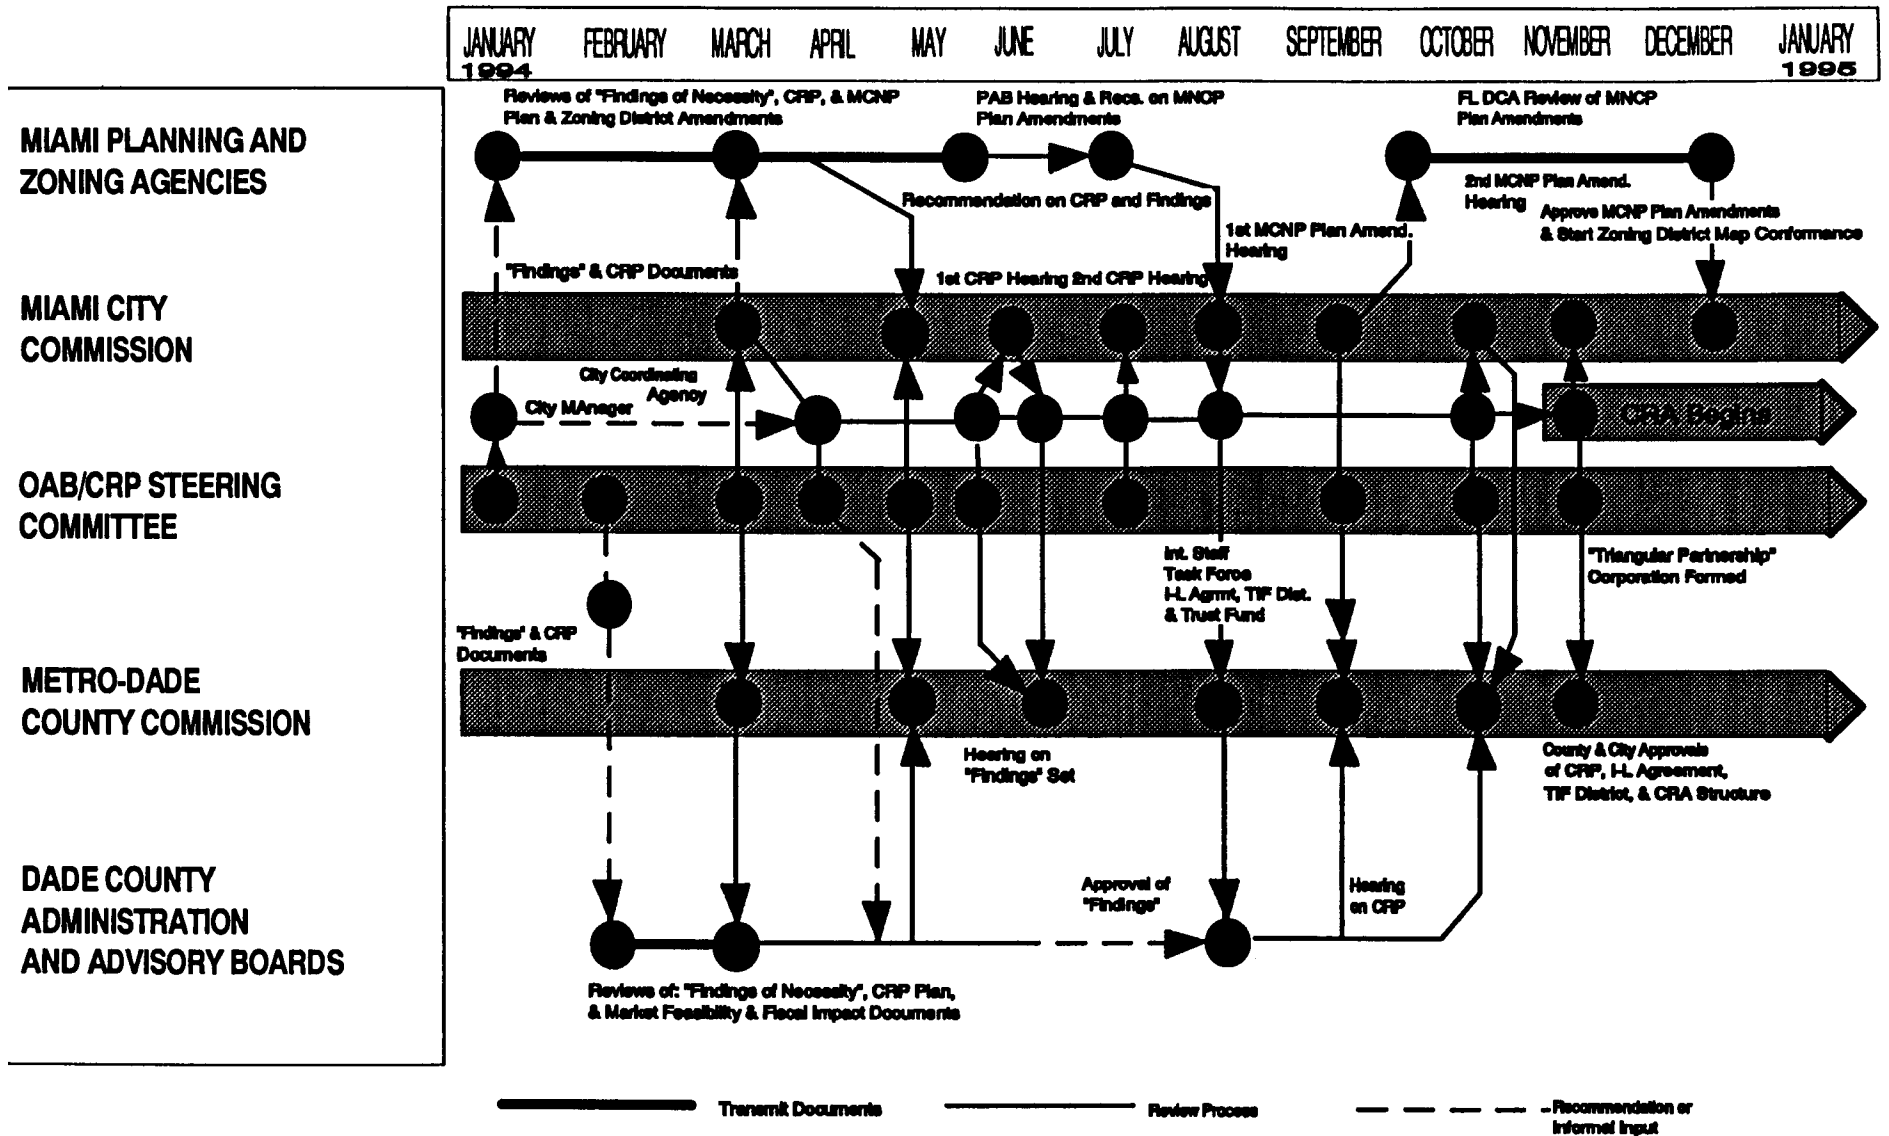 JANUARY FEBRUARY MARCH APRIL MAY JUNE JULY AUGUST SEPTEMBER OCTOBER NOVEMBER DECEMBER JANUARY
1994 1995
Reviews of "Findings of Necessity", CRP, & MCNP
Plan & Zoning District Amendments
PAB Hearing & Recs. on MNCP
Plan Amendments
FL DCA Review of MNCP
Plan Amendments
MIAMI PLANNING AND
ZONING AGENCIES
Recommendation on CRP and Findings
2nd MCNP Plan Amend.
Hearing
Approve MCNP Plan Amendments
& Start Zoning District Map Conformance
1st MCNP Plan Amend.
Hearing
"Findings" & CRP Documents
1st CRP Hearing 2nd CRP Hearing
MIAMI CITY
COMMISSION
City Coordinating
Agency
City MAnager
CRA Begins
OAB/CRP STEERING
COMMITTEE
Int. Staff
Task Force
I-L Agrmt, TIF Dist.
& Trust Fund
"Triangular Partnership"
Corporation Formed
"Findings" & CRP
Documents
METRO-DADE
COUNTY COMMISSION
Hearing on
"Findings" Set
County & City Approvals
of CRP, I-L Agreement,
TIF District, & CRA Structure
DADE COUNTY
ADMINISTRATION
AND ADVISORY BOARDS
Approval of
"Findings"
Hearing
on CRP
Reviews of: "Findings of Necessity", CRP Plan,
& Market Feasibility & Fiscal Impact Documents
Transmit Documents
Review Process
Recommendation or
Informal Input